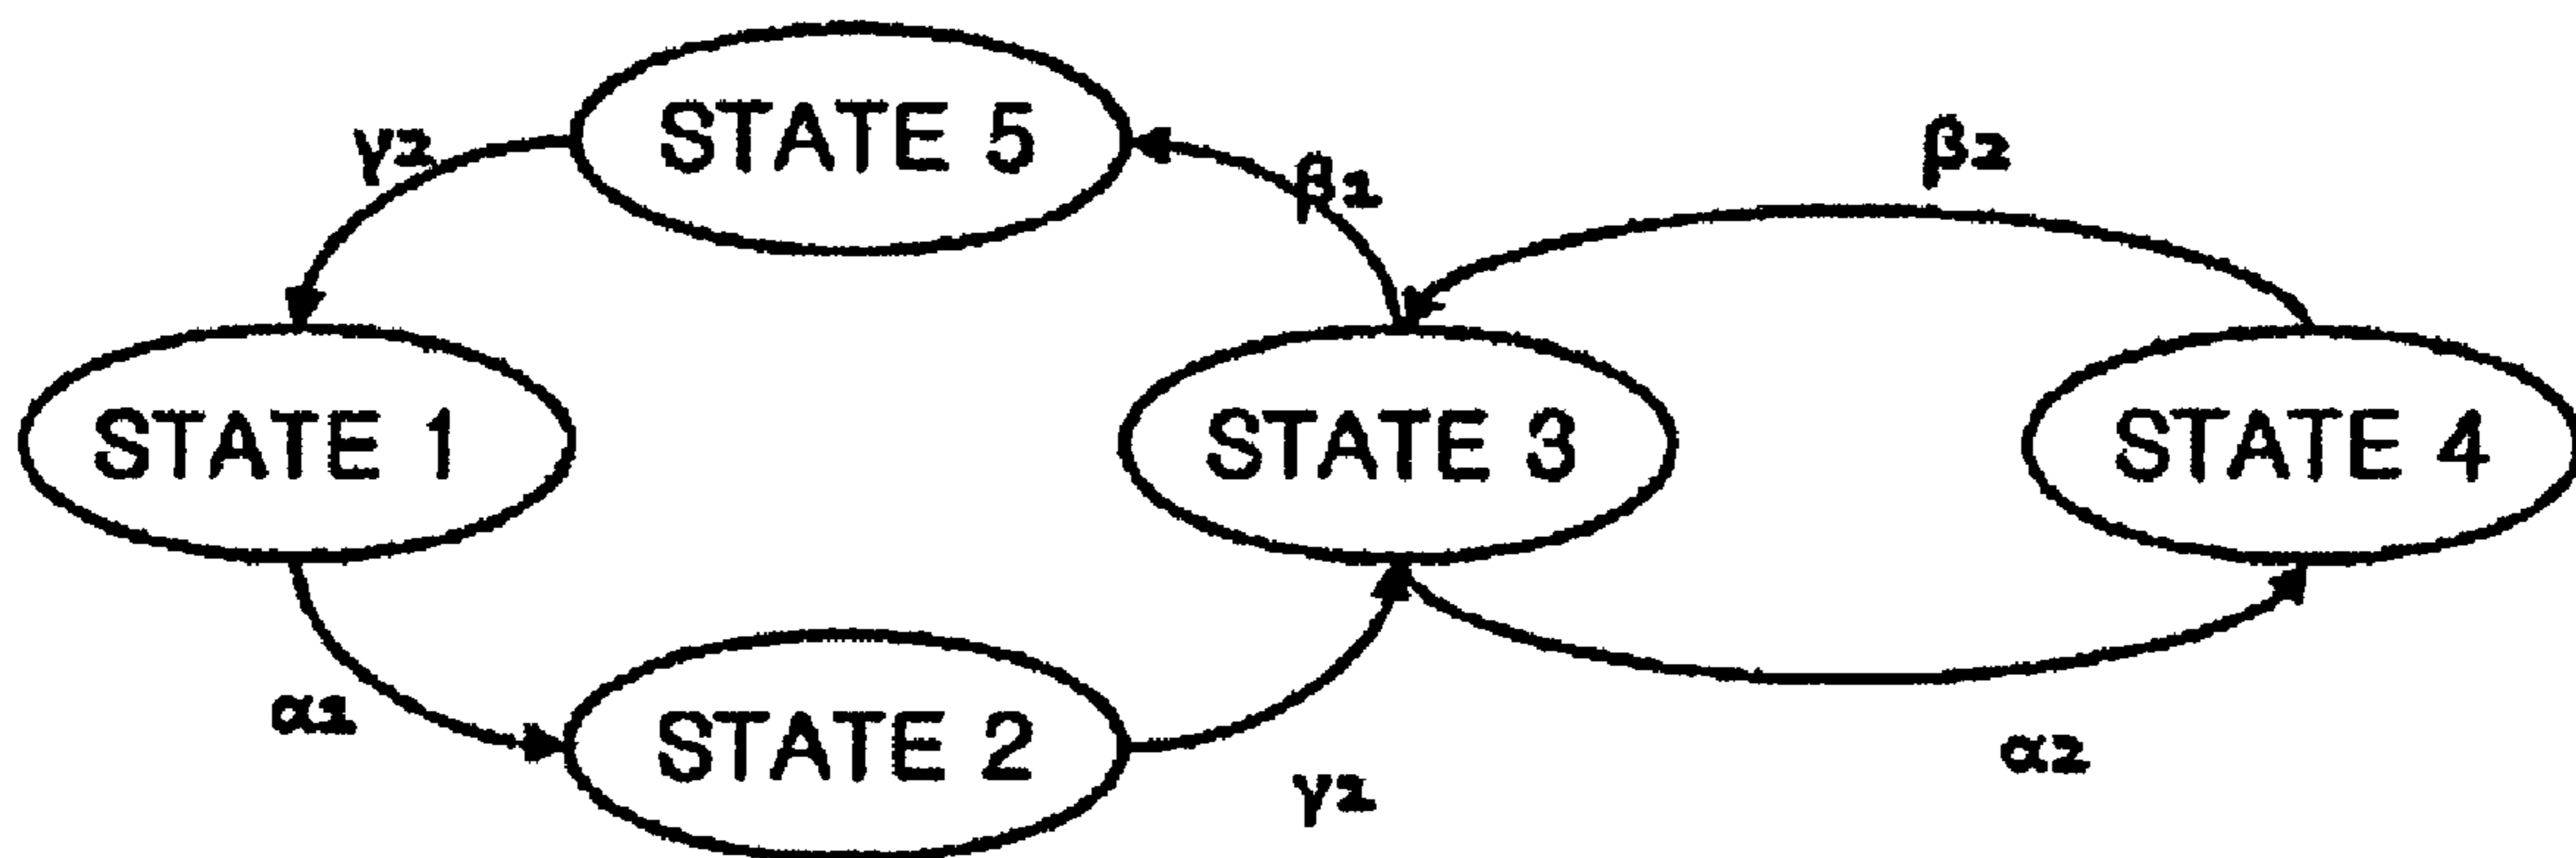 STATE 5
γ2
β1
β2
STATE 1
STATE 3
STATE 4
α1
STATE 2
γ2
α2